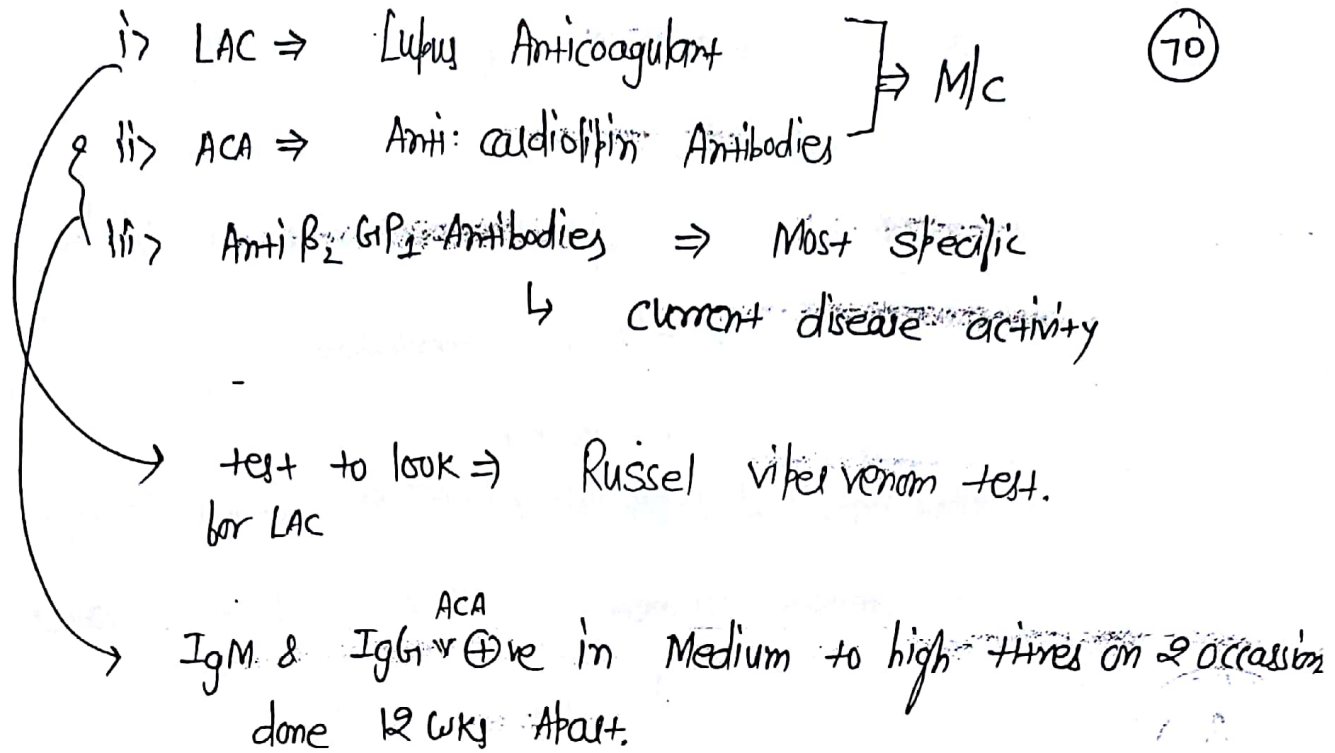 i> LAC ⇒ Lupus Anticoagulant
⇒ M/C
70
ii> ACA ⇒ Anti: cardiolipin Antibodies
iii> Anti β₂ GP₁ Antibodies ⇒ Most specific
↳ current disease activity
-
test to look ⇒ Russel viper venom test.
for LAC
ACA
IgM & IgG ⊕ve in Medium to high titres on 2 occassion
done 12 wks Apart.